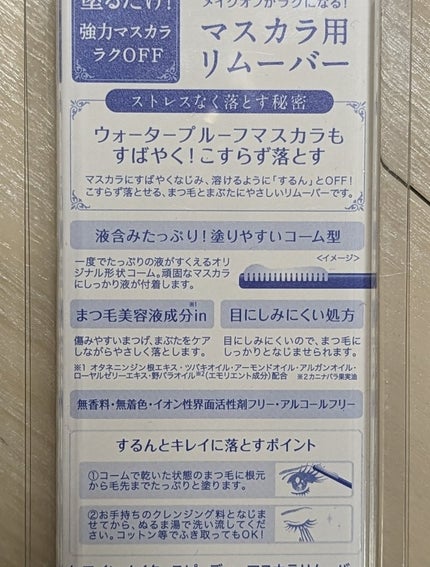 塗るだけ!
強力マスカラ
ラクOFF
メイクオフがラクになる!
マスカラ用
リムーバー
ストレスなく落とす秘密
ウォータープルーフマスカラも
すばやく!こすらず落とす
マスカラにすばやくなじみ、溶けるように「するん」とOFF!
こすらず落とせる、まつ毛とまぶたにやさしいリムーバーです。
液含みたっぷり!塗りやすいコーム型
一度でたっぷりの液がすくえるオ
リジナル形状コーム。頑固なマスカラ
にしっかり液が付着します。
<イメージ>
まつ毛美容液成分※1in
傷みやすいまつげ、まぶたをケア
しながらやさしく落とします。
目にしみにくい処方
目にしみにくいので、まつ毛に
しっかりとなじませられます。
※1 オタネニンジン根エキス・ツバキオイル・アーモンドオイル・アルガンオイル・
ローヤルゼリーエキス・野バラオイル※2(エモリエント成分)配合 ※2 カニナバラ果実油
無香料・無着色・イオン性界面活性剤フリー・アルコールフリー
するんとキレイに落とすポイント
①コームで乾いた状態のまつ毛に根元
から毛先までたっぷりと塗ります。
②お手持ちのクレンジング料となじま
せてから、ぬるま湯で洗い流してくだ
さい。コットン等でふき取ってもOK!